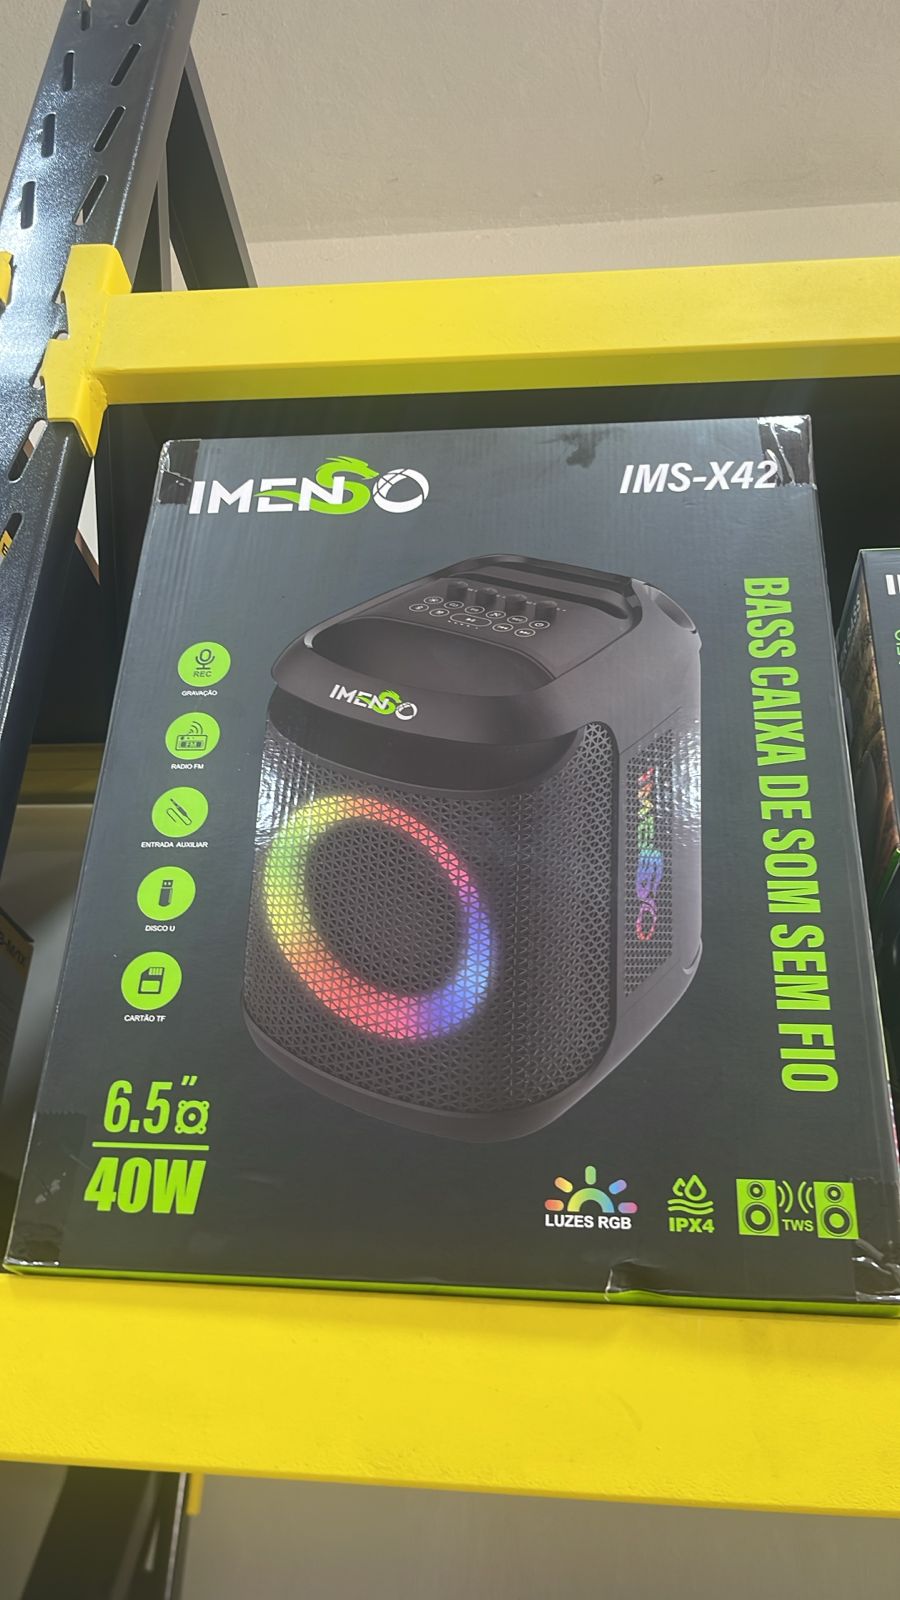 IMENSO
IMS-X42
BASS CAIXA DE SOM SEM FIO
IMENSO
REC
GRAVAÇÃO
FM
RADIO FM
ENTRADA AUXILIAR
DISCO U
CARTÃO TF
IMENSO
6.5"
40W
LUZES RGB
IPX4
TWS